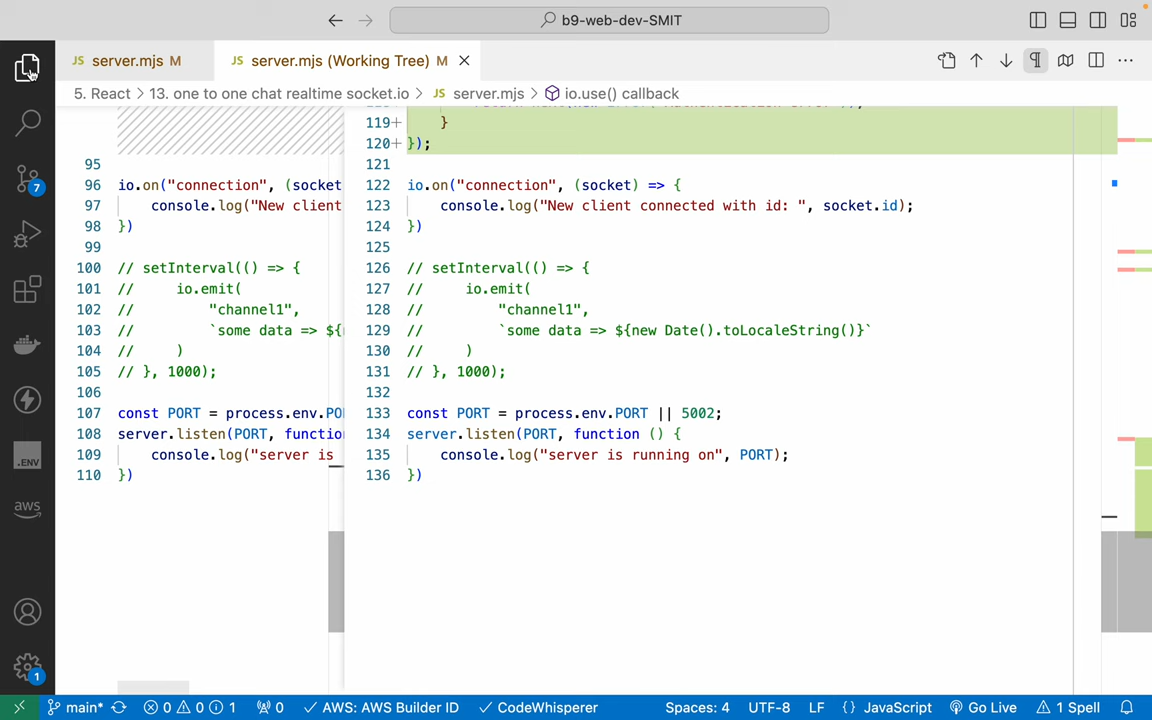 b9-web-dev-SMIT
JS server.mjs M
JS server.mjs (Working Tree) M
5. React > 13. one to one chat realtime socket.io > JS server.mjs > io.use() callback
95
96 io.on("connection", (socket
97 console.log("New client
98 })
99
100 // setInterval(() => {
101 // io.emit(
102 // "channel1",
103 // `some data => ${n
104 // )
105 // }, 1000);
106
107 const PORT = process.env.PO
108 server.listen(PORT, function
109 console.log("server is
110 })
119+ }
120+ });
121
122 io.on("connection", (socket) => {
123 console.log("New client connected with id: ", socket.id);
124 })
125
126 // setInterval(() => {
127 // io.emit(
128 // "channel1",
129 // `some data => ${new Date().toLocaleString()}`
130 // )
131 // }, 1000);
132
133 const PORT = process.env.PORT || 5002;
134 server.listen(PORT, function () {
135 console.log("server is running on", PORT);
136 })
7
.ENV
aws
1
main* 0 0 1 0 AWS: AWS Builder ID CodeWhisperer Spaces: 4 UTF-8 LF {} JavaScript Go Live 1 Spell